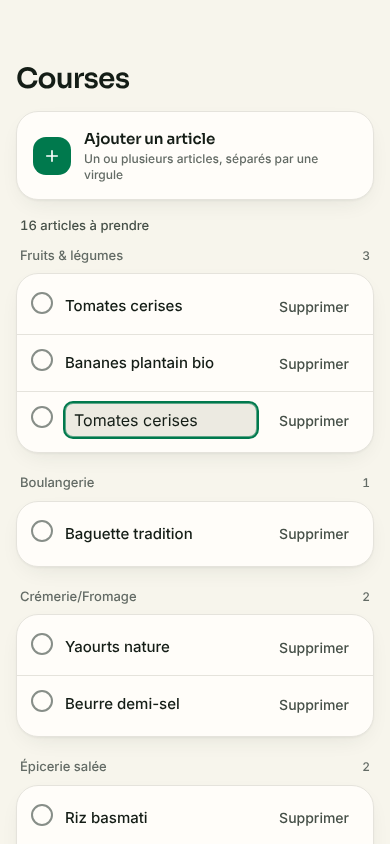 Courses
+
Ajouter un article
Un ou plusieurs articles, séparés par une
virgule
16 articles à prendre
Fruits & légumes 3
Tomates cerises Supprimer
Bananes plantain bio Supprimer
Tomates cerises Supprimer
Boulangerie 1
Baguette tradition Supprimer
Crémerie/Fromage 2
Yaourts nature Supprimer
Beurre demi-sel Supprimer
Épicerie salée 2
Riz basmati Supprimer